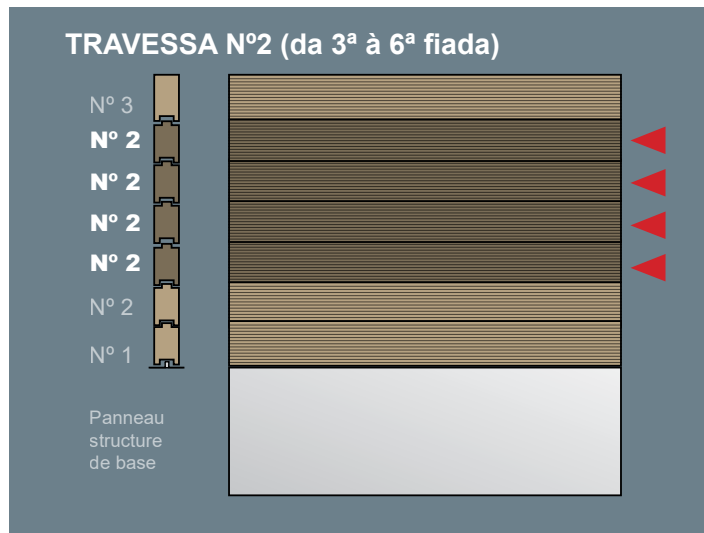 TRAVESSA Nº2 (da 3ª à 6ª fiada)
Nº 3
Nº 2
Nº 2
Nº 2
Nº 2
Nº 2
Nº 1
Panneau
structure
de base